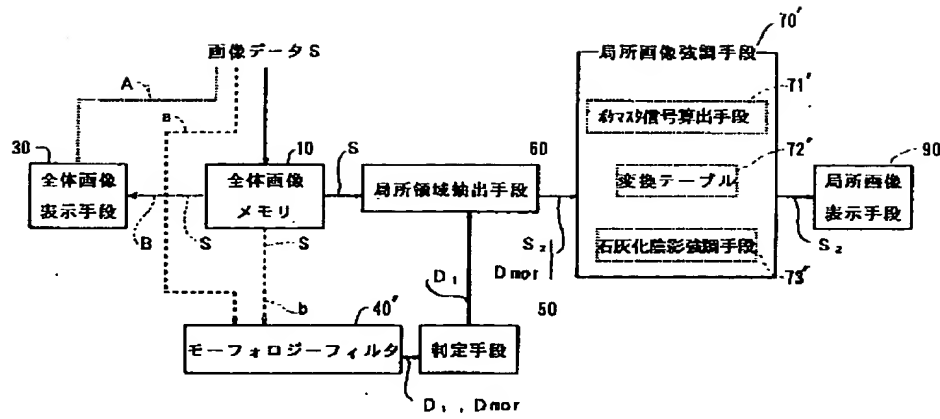 画像データS
A
a
30
全体画像
表示手段
B
S
10
全体画像
メモリ
S
S
b
60
局所領域抽出手段
D₁
S₂
Dmor
40′
モーフォロジーフィルタ
D₁, Dmor
50
判定手段
70′
局所画像強調手段
71′
ボケマスク信号算出手段
72′
変換テーブル
石灰化陰影強調手段
73′
S₂
90
局所画像
表示手段